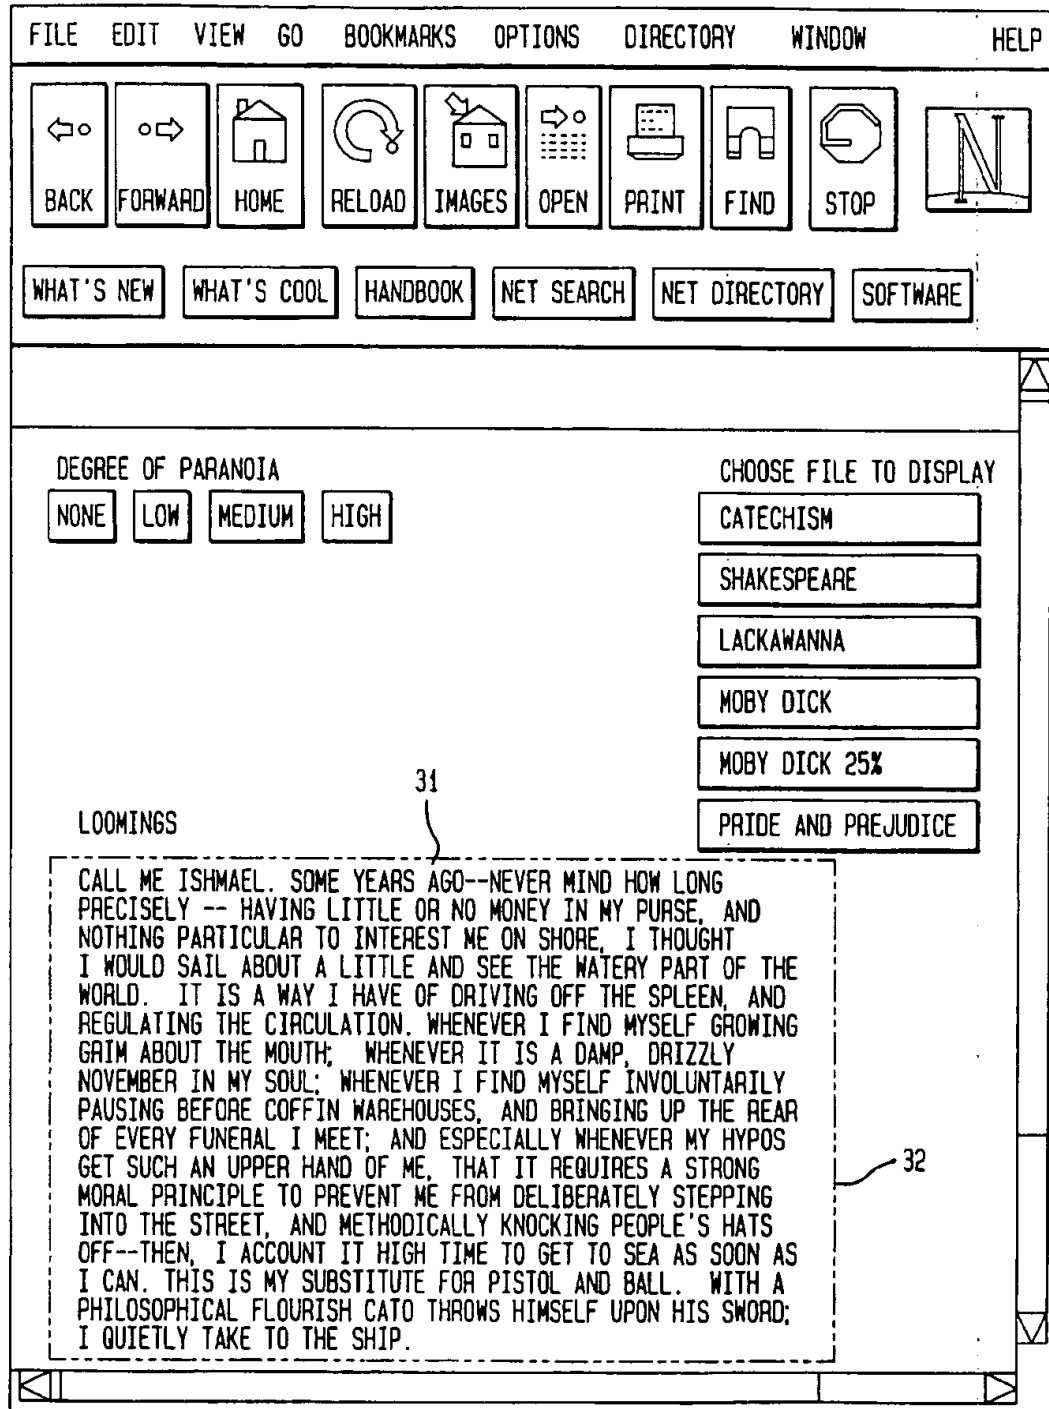 FILE EDIT VIEW GO BOOKMARKS OPTIONS DIRECTORY WINDOW HELP
BACK FORWARD HOME RELOAD IMAGES OPEN PRINT FIND STOP N
WHAT'S NEW WHAT'S COOL HANDBOOK NET SEARCH NET DIRECTORY SOFTWARE
DEGREE OF PARANOIA
NONE LOW MEDIUM HIGH
CHOOSE FILE TO DISPLAY
CATECHISM
SHAKESPEARE
LACKAWANNA
MOBY DICK
MOBY DICK 25%
PRIDE AND PREJUDICE
31
LOOMINGS
CALL ME ISHMAEL. SOME YEARS AGO--NEVER MIND HOW LONG
PRECISELY -- HAVING LITTLE OR NO MONEY IN MY PURSE, AND
NOTHING PARTICULAR TO INTEREST ME ON SHORE, I THOUGHT
I WOULD SAIL ABOUT A LITTLE AND SEE THE WATERY PART OF THE
WORLD. IT IS A WAY I HAVE OF DRIVING OFF THE SPLEEN, AND
REGULATING THE CIRCULATION. WHENEVER I FIND MYSELF GROWING
GRIM ABOUT THE MOUTH; WHENEVER IT IS A DAMP, DRIZZLY
NOVEMBER IN MY SOUL; WHENEVER I FIND MYSELF INVOLUNTARILY
PAUSING BEFORE COFFIN WAREHOUSES, AND BRINGING UP THE REAR
OF EVERY FUNERAL I MEET; AND ESPECIALLY WHENEVER MY HYPOS
GET SUCH AN UPPER HAND OF ME, THAT IT REQUIRES A STRONG
MORAL PRINCIPLE TO PREVENT ME FROM DELIBERATELY STEPPING
INTO THE STREET, AND METHODICALLY KNOCKING PEOPLE'S HATS
OFF--THEN, I ACCOUNT IT HIGH TIME TO GET TO SEA AS SOON AS
I CAN. THIS IS MY SUBSTITUTE FOR PISTOL AND BALL. WITH A
PHILOSOPHICAL FLOURISH CATO THROWS HIMSELF UPON HIS SWORD;
I QUIETLY TAKE TO THE SHIP.
32